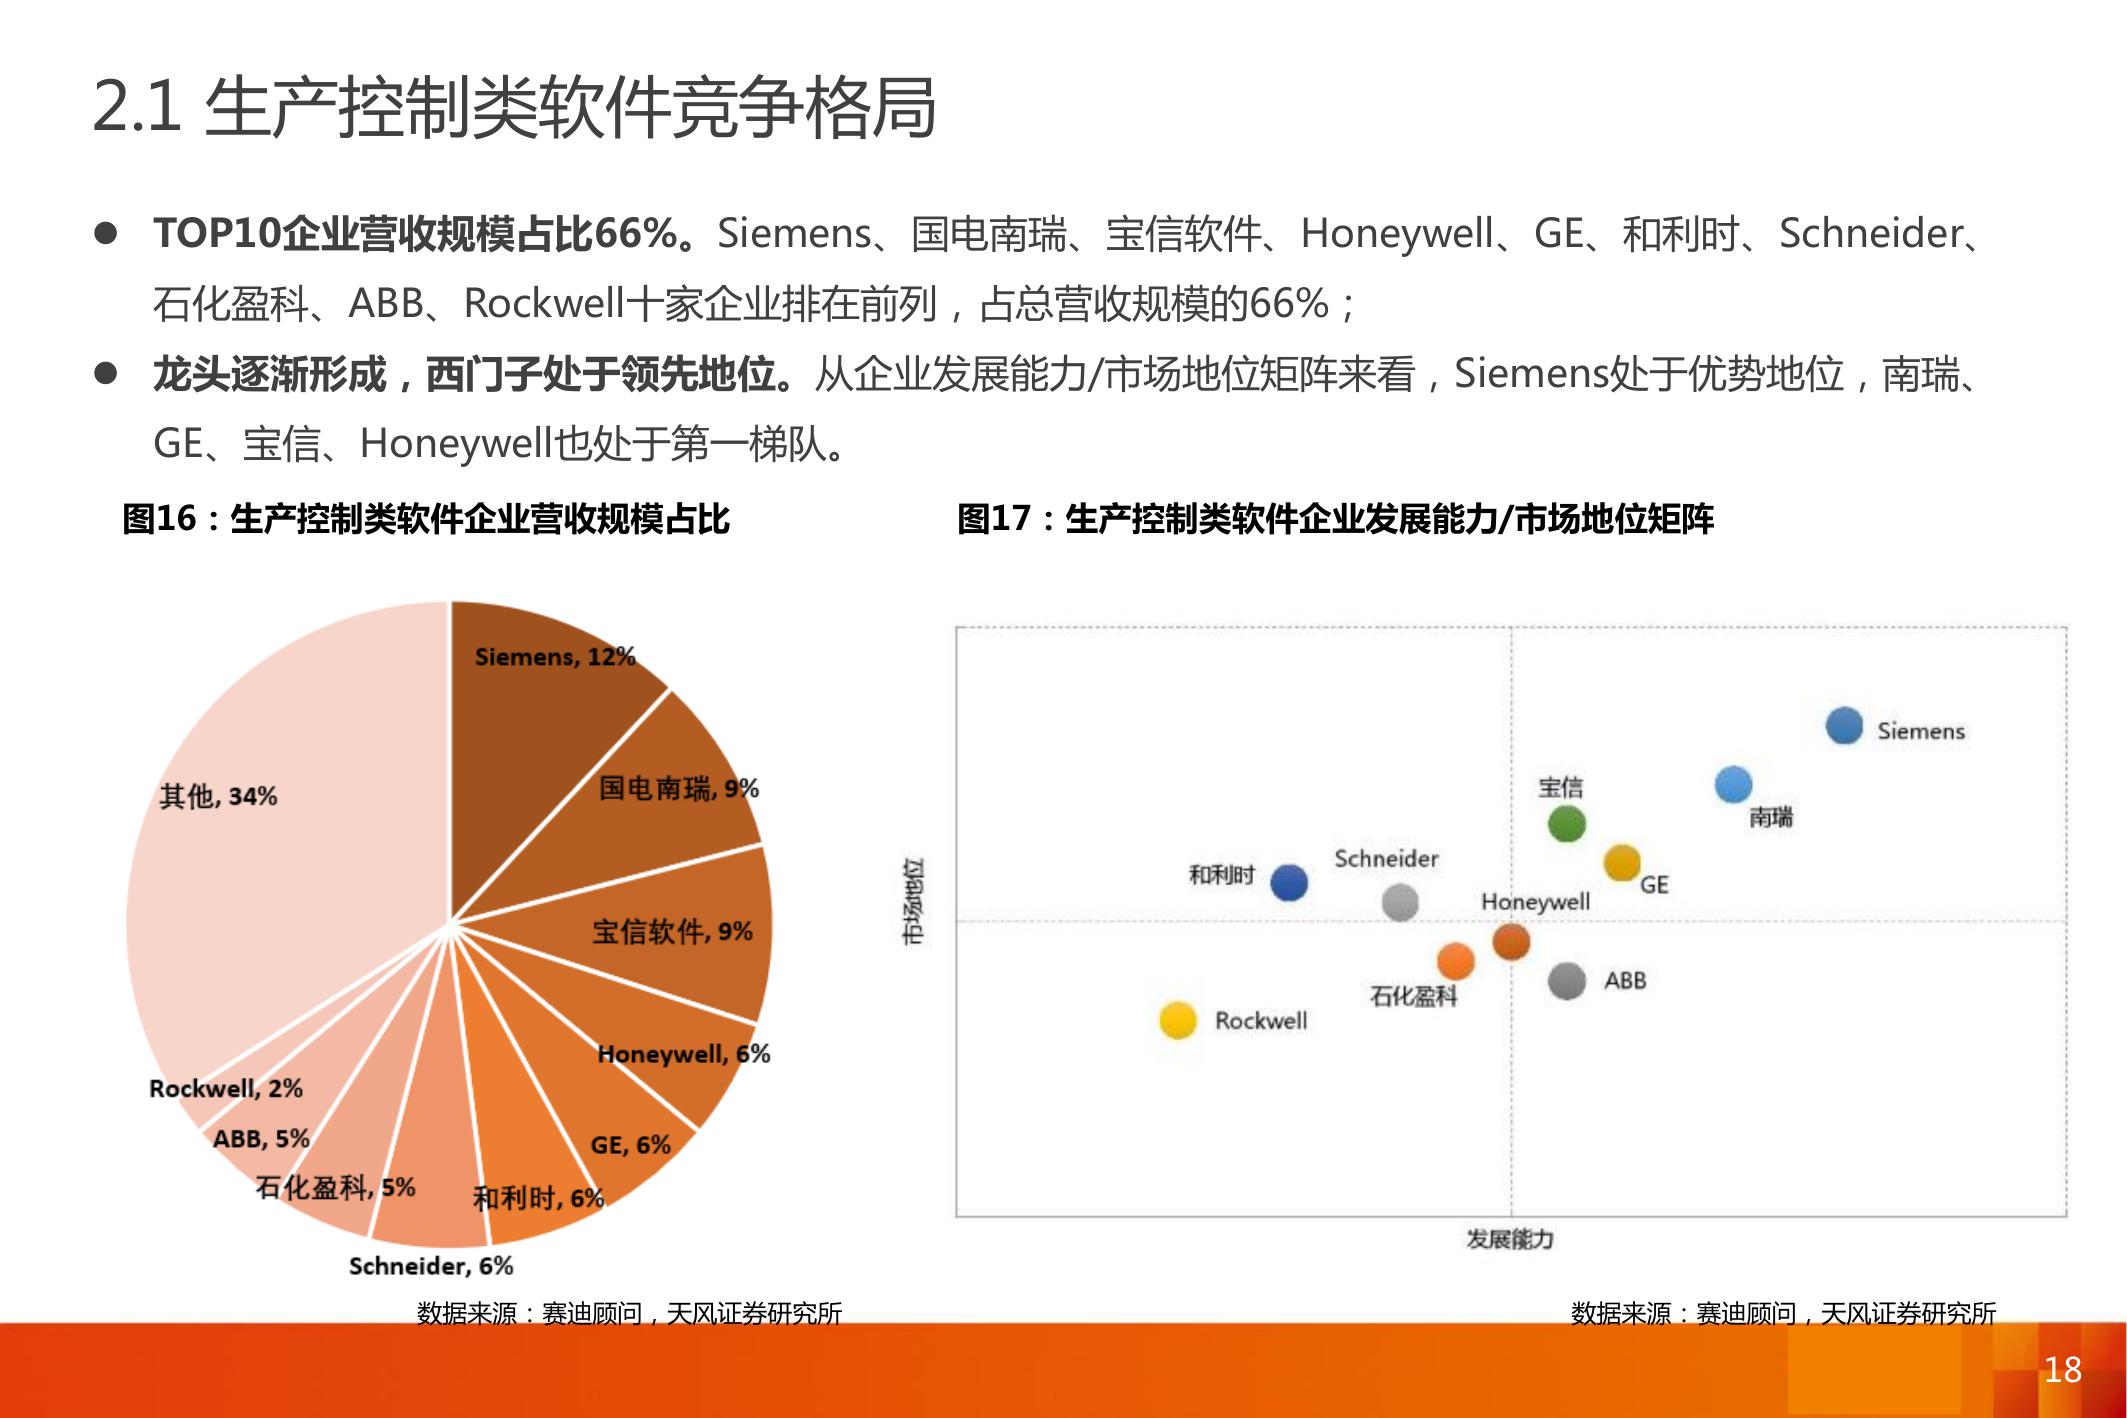 2.1 生产控制类软件竞争格局
● TOP10企业营收规模占比66%。Siemens、国电南瑞、宝信软件、Honeywell、GE、和利时、Schneider、
石化盈科、ABB、Rockwell十家企业排在前列，占总营收规模的66%；
● 龙头逐渐形成，西门子处于领先地位。从企业发展能力/市场地位矩阵来看，Siemens处于优势地位，南瑞、
GE、宝信、Honeywell也处于第一梯队。
图16：生产控制类软件企业营收规模占比
Siemens, 12%
国电南瑞, 9%
宝信软件, 9%
Honeywell, 6%
GE, 6%
和利时, 6%
Schneider, 6%
石化盈科, 5%
ABB, 5%
Rockwell, 2%
其他, 34%
数据来源：赛迪顾问，天风证券研究所
图17：生产控制类软件企业发展能力/市场地位矩阵
市场地位
Siemens
南瑞
宝信
GE
Schneider
和利时
Honeywell
石化盈科
ABB
Rockwell
发展能力
数据来源：赛迪顾问，天风证券研究所
18